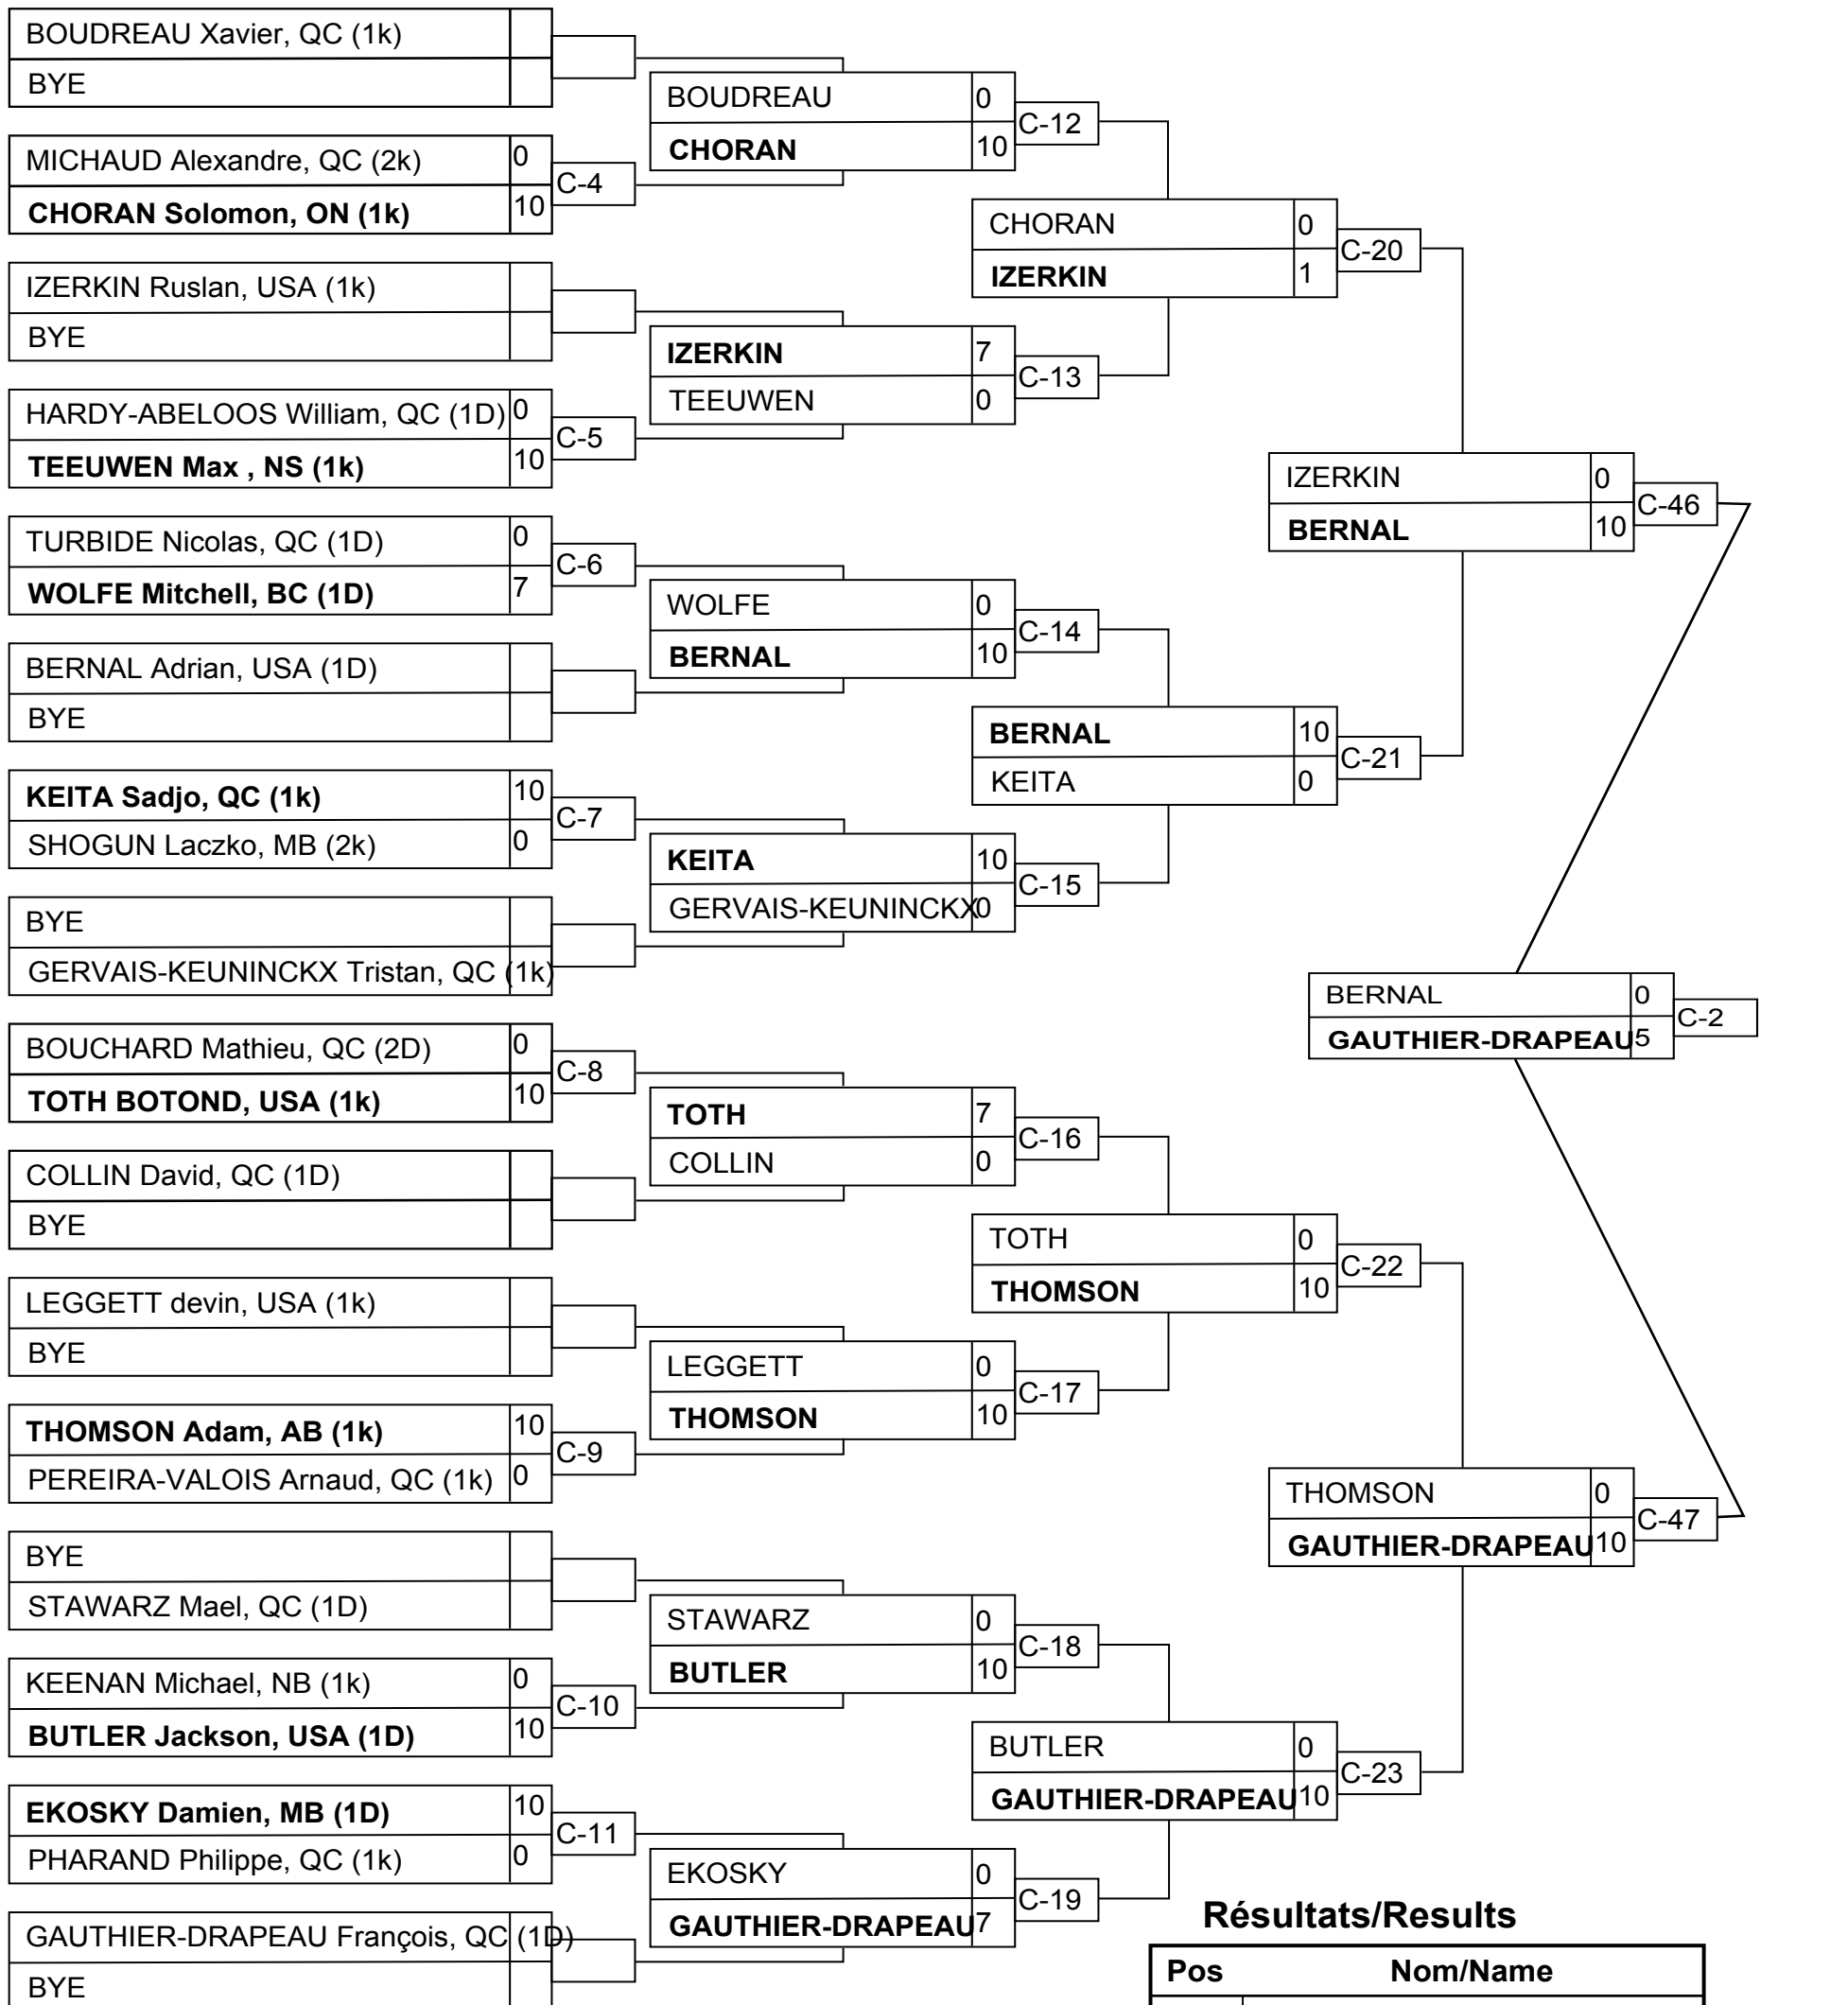 BOUDREAU Xavier, QC (1k)
BYE
MICHAUD Alexandre, QC (2k) 0
CHORAN Solomon, ON (1k) 10
C-4
IZERKIN Ruslan, USA (1k)
BYE
HARDY-ABELOOS William, QC (1D) 0
TEEUWEN Max , NS (1k) 10
C-5
TURBIDE Nicolas, QC (1D) 0
WOLFE Mitchell, BC (1D) 7
C-6
BERNAL Adrian, USA (1D)
BYE
KEITA Sadjo, QC (1k) 10
SHOGUN Laczko, MB (2k) 0
C-7
BYE
GERVAIS-KEUNINCKX Tristan, QC (1k)
BOUCHARD Mathieu, QC (2D) 0
TOTH BOTOND, USA (1k) 10
C-8
COLLIN David, QC (1D)
BYE
LEGGETT devin, USA (1k)
BYE
THOMSON Adam, AB (1k) 10
PEREIRA-VALOIS Arnaud, QC (1k) 0
C-9
BYE
STAWARZ Mael, QC (1D)
KEENAN Michael, NB (1k) 0
BUTLER Jackson, USA (1D) 10
C-10
EKOSKY Damien, MB (1D) 10
PHARAND Philippe, QC (1k) 0
C-11
GAUTHIER-DRAPEAU François, QC (1D)
BYE
BOUDREAU 0
CHORAN 10
C-12
IZERKIN 7
TEEUWEN 0
C-13
WOLFE 0
BERNAL 10
C-14
KEITA 10
GERVAIS-KEUNINCKX 0
C-15
TOTH 7
COLLIN 0
C-16
LEGGETT 0
THOMSON 10
C-17
STAWARZ 0
BUTLER 10
C-18
EKOSKY 0
GAUTHIER-DRAPEAU 7
C-19
CHORAN 0
IZERKIN 1
C-20
BERNAL 10
KEITA 0
C-21
TOTH 0
THOMSON 10
C-22
BUTLER 0
GAUTHIER-DRAPEAU 10
C-23
IZERKIN 0
BERNAL 10
C-46
THOMSON 0
GAUTHIER-DRAPEAU 10
C-47
BERNAL 0
GAUTHIER-DRAPEAU 5
C-2
Résultats/Results
Pos Nom/Name